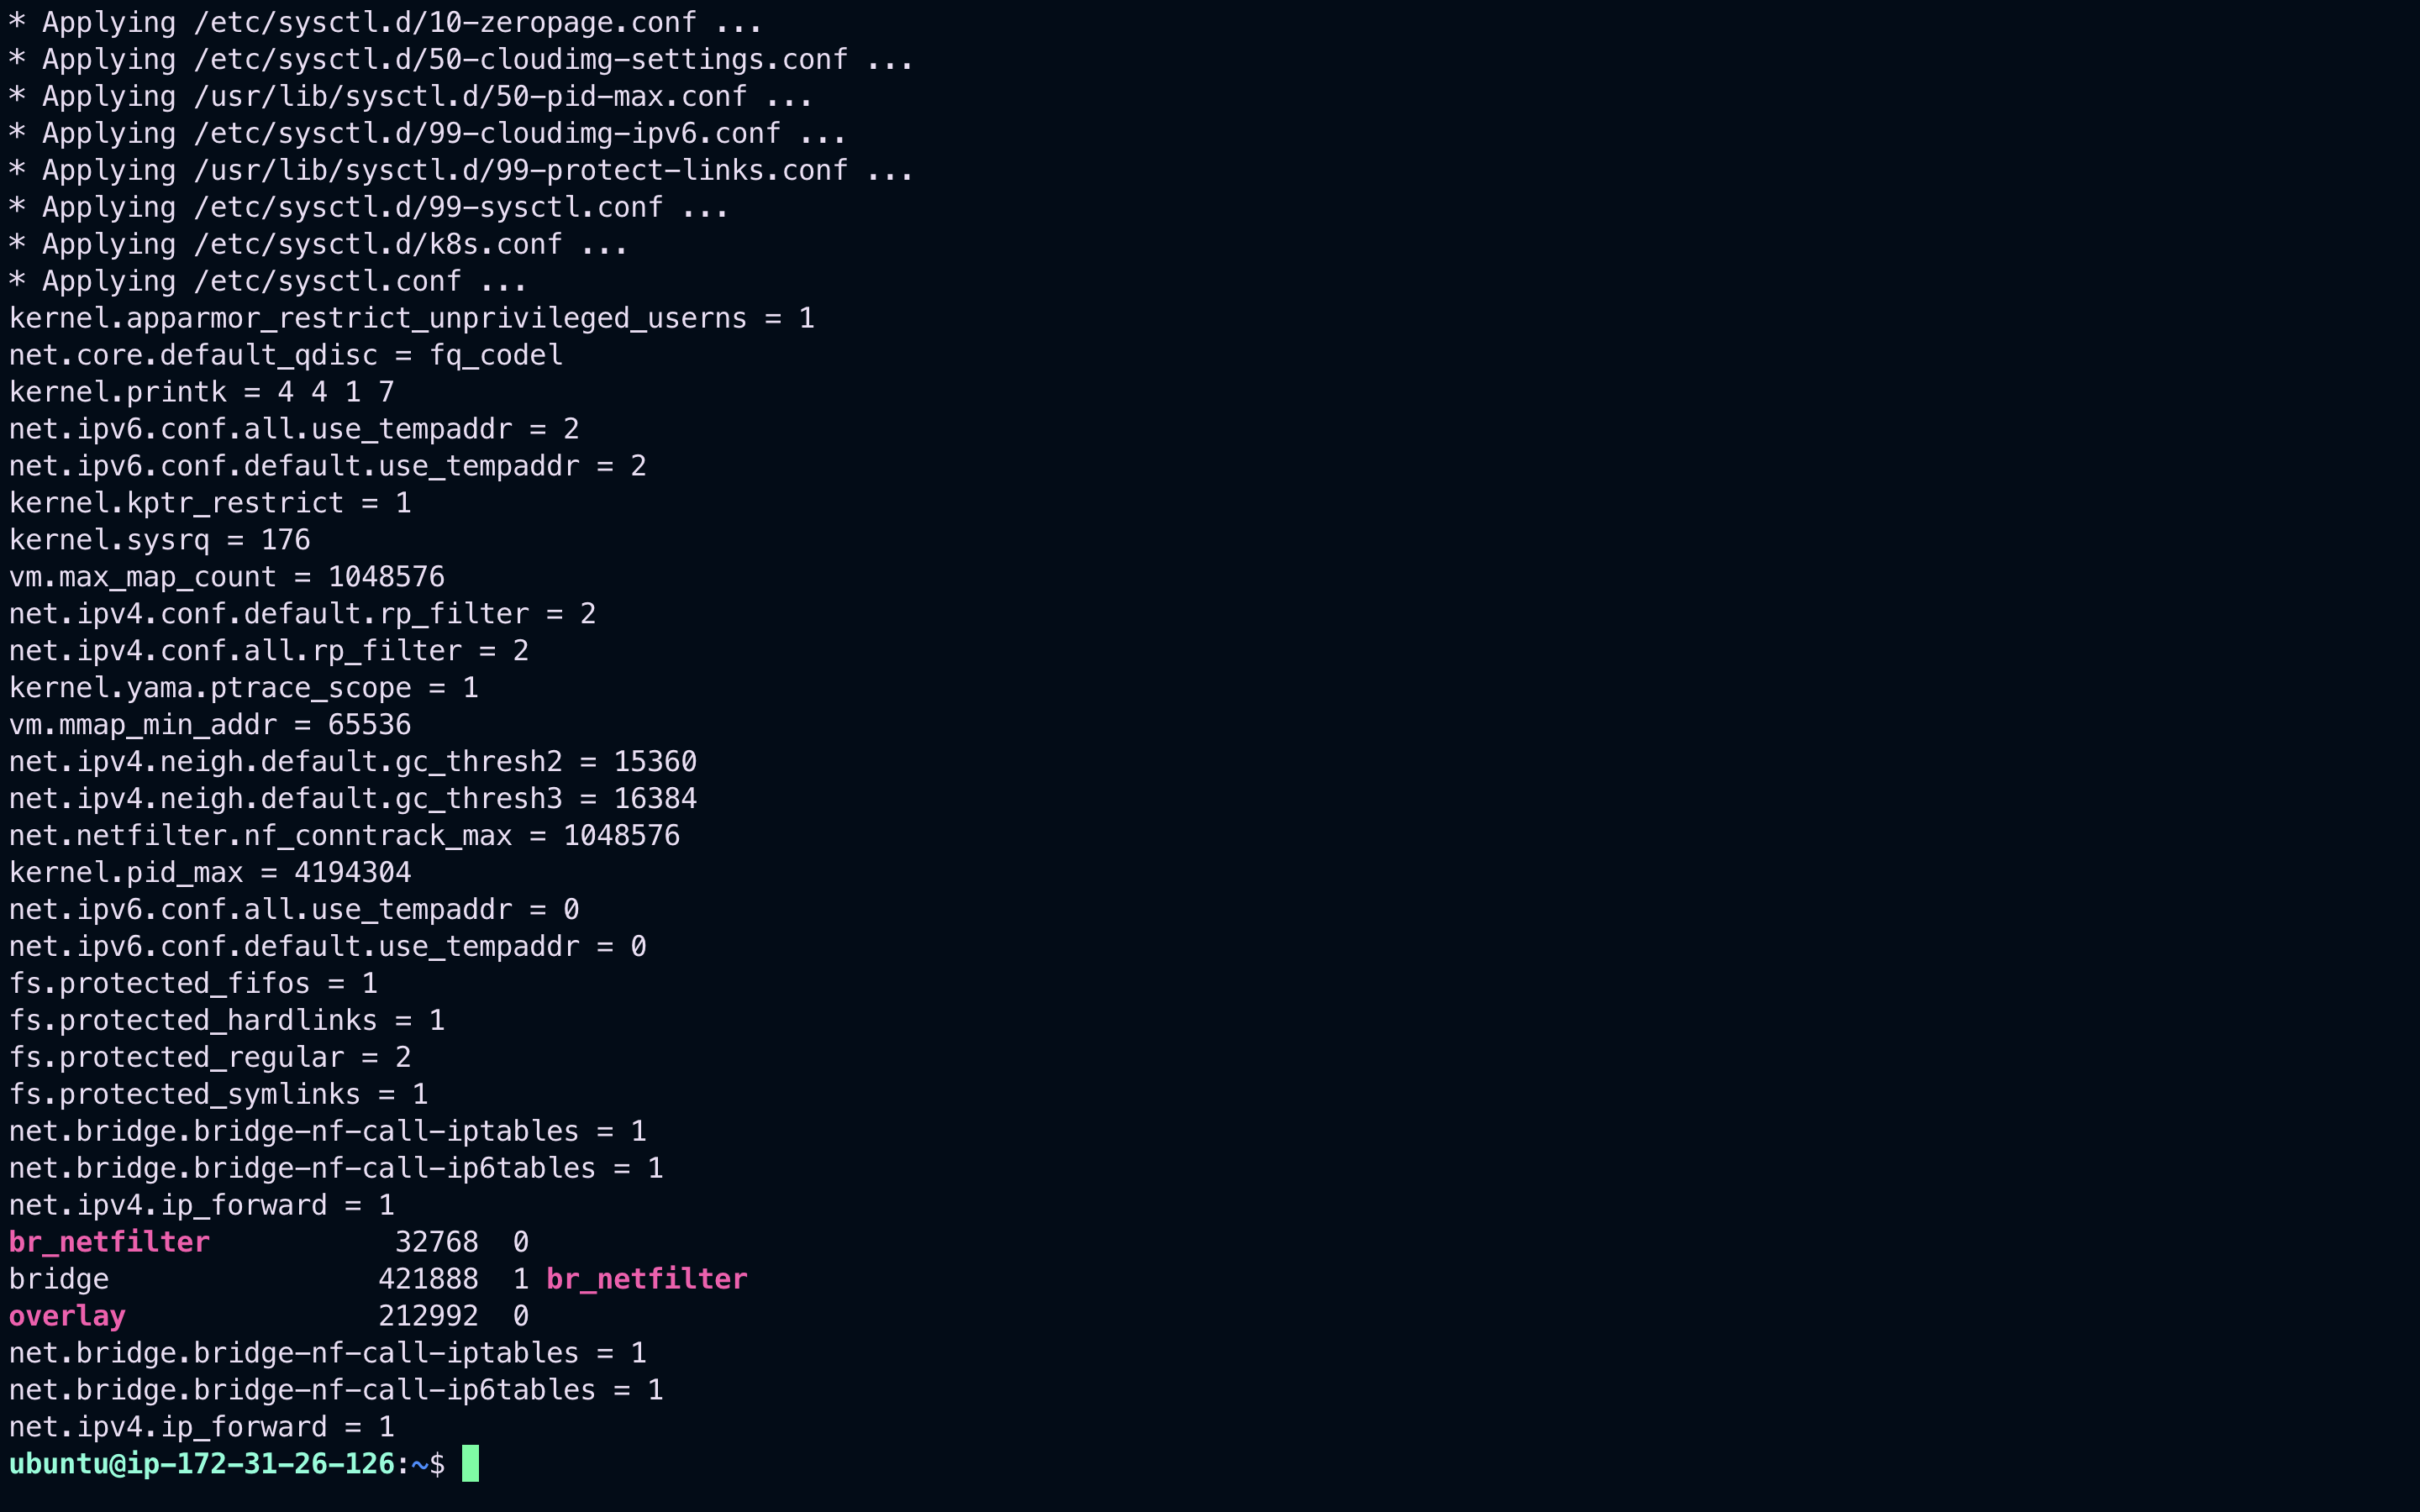 * Applying /etc/sysctl.d/10-zeropage.conf ...
* Applying /etc/sysctl.d/50-cloudimg-settings.conf ...
* Applying /usr/lib/sysctl.d/50-pid-max.conf ...
* Applying /etc/sysctl.d/99-cloudimg-ipv6.conf ...
* Applying /usr/lib/sysctl.d/99-protect-links.conf ...
* Applying /etc/sysctl.d/99-sysctl.conf ...
* Applying /etc/sysctl.d/k8s.conf ...
* Applying /etc/sysctl.conf ...
kernel.apparmor_restrict_unprivileged_userns = 1
net.core.default_qdisc = fq_codel
kernel.printk = 4 4 1 7
net.ipv6.conf.all.use_tempaddr = 2
net.ipv6.conf.default.use_tempaddr = 2
kernel.kptr_restrict = 1
kernel.sysrq = 176
vm.max_map_count = 1048576
net.ipv4.conf.default.rp_filter = 2
net.ipv4.conf.all.rp_filter = 2
kernel.yama.ptrace_scope = 1
vm.mmap_min_addr = 65536
net.ipv4.neigh.default.gc_thresh2 = 15360
net.ipv4.neigh.default.gc_thresh3 = 16384
net.netfilter.nf_conntrack_max = 1048576
kernel.pid_max = 4194304
net.ipv6.conf.all.use_tempaddr = 0
net.ipv6.conf.default.use_tempaddr = 0
fs.protected_fifos = 1
fs.protected_hardlinks = 1
fs.protected_regular = 2
fs.protected_symlinks = 1
net.bridge.bridge-nf-call-iptables = 1
net.bridge.bridge-nf-call-ip6tables = 1
net.ipv4.ip_forward = 1
br_netfilter           32768  0
bridge                421888  1 br_netfilter
overlay               212992  0
net.bridge.bridge-nf-call-iptables = 1
net.bridge.bridge-nf-call-ip6tables = 1
net.ipv4.ip_forward = 1
ubuntu@ip-172-31-26-126:~$